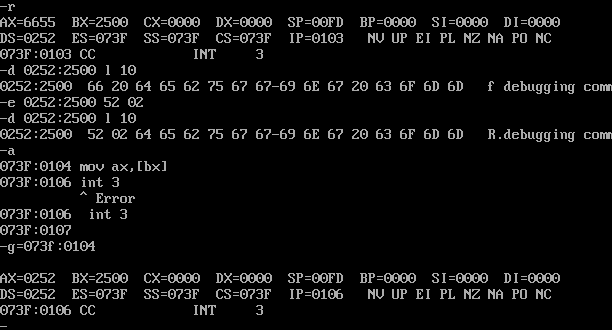 -r
AX=6655 BX=2500 CX=0000 DX=0000 SP=00FD BP=0000 SI=0000 DI=0000
DS=0252 ES=073F SS=073F CS=073F IP=0103 NV UP EI PL NZ NA PO NC
073F:0103 CC INT 3
-d 0252:2500 l 10
0252:2500 66 20 64 65 62 75 67 67-69 6E 67 20 63 6F 6D 6D f debugging comm
-e 0252:2500 52 02
-d 0252:2500 l 10
0252:2500 52 02 64 65 62 75 67 67-69 6E 67 20 63 6F 6D 6D R.debugging comm
-a
073F:0104 mov ax,[bx]
073F:0106 int 3
^ Error
073F:0106 int 3
073F:0107
-g=073f:0104
AX=0252 BX=2500 CX=0000 DX=0000 SP=00FD BP=0000 SI=0000 DI=0000
DS=0252 ES=073F SS=073F CS=073F IP=0106 NV UP EI PL NZ NA PO NC
073F:0106 CC INT 3
-